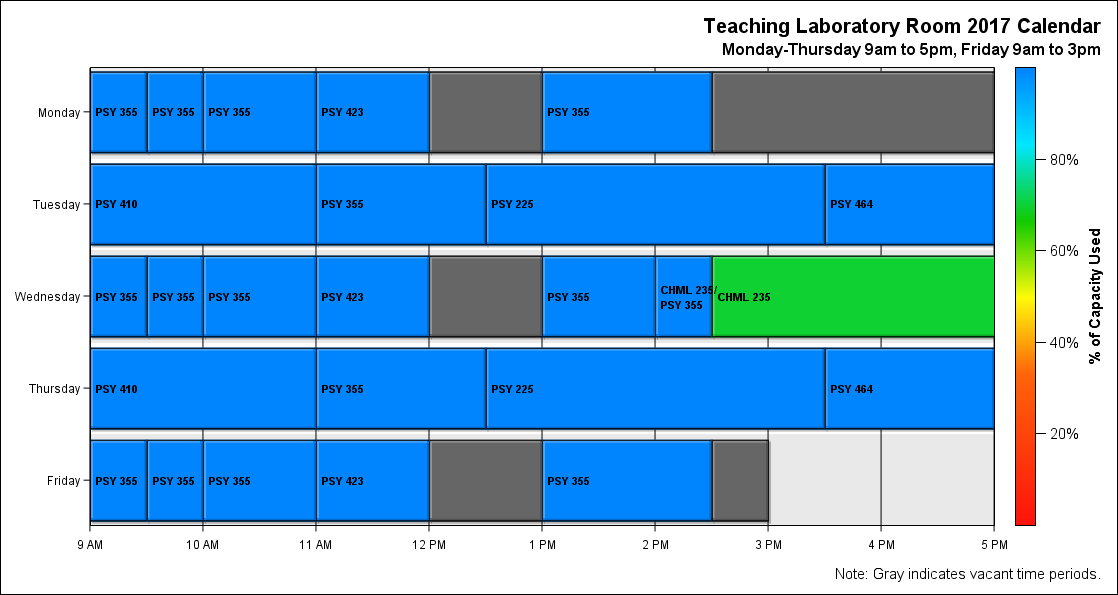 Teaching Laboratory Room 2017 Calendar
Monday-Thursday 9am to 5pm, Friday 9am to 3pm
Monday
PSY 355
PSY 355
PSY 355
PSY 423
PSY 355
Tuesday
PSY 410
PSY 355
PSY 225
PSY 464
Wednesday
PSY 355
PSY 355
PSY 355
PSY 423
PSY 355
CHML 235/
PSY 355
CHML 235
Thursday
PSY 410
PSY 355
PSY 225
PSY 464
Friday
PSY 355
PSY 355
PSY 355
PSY 423
PSY 355
9 AM
10 AM
11 AM
12 PM
1 PM
2 PM
3 PM
4 PM
5 PM
80%
60%
40%
20%
% of Capacity Used
Note: Gray indicates vacant time periods.